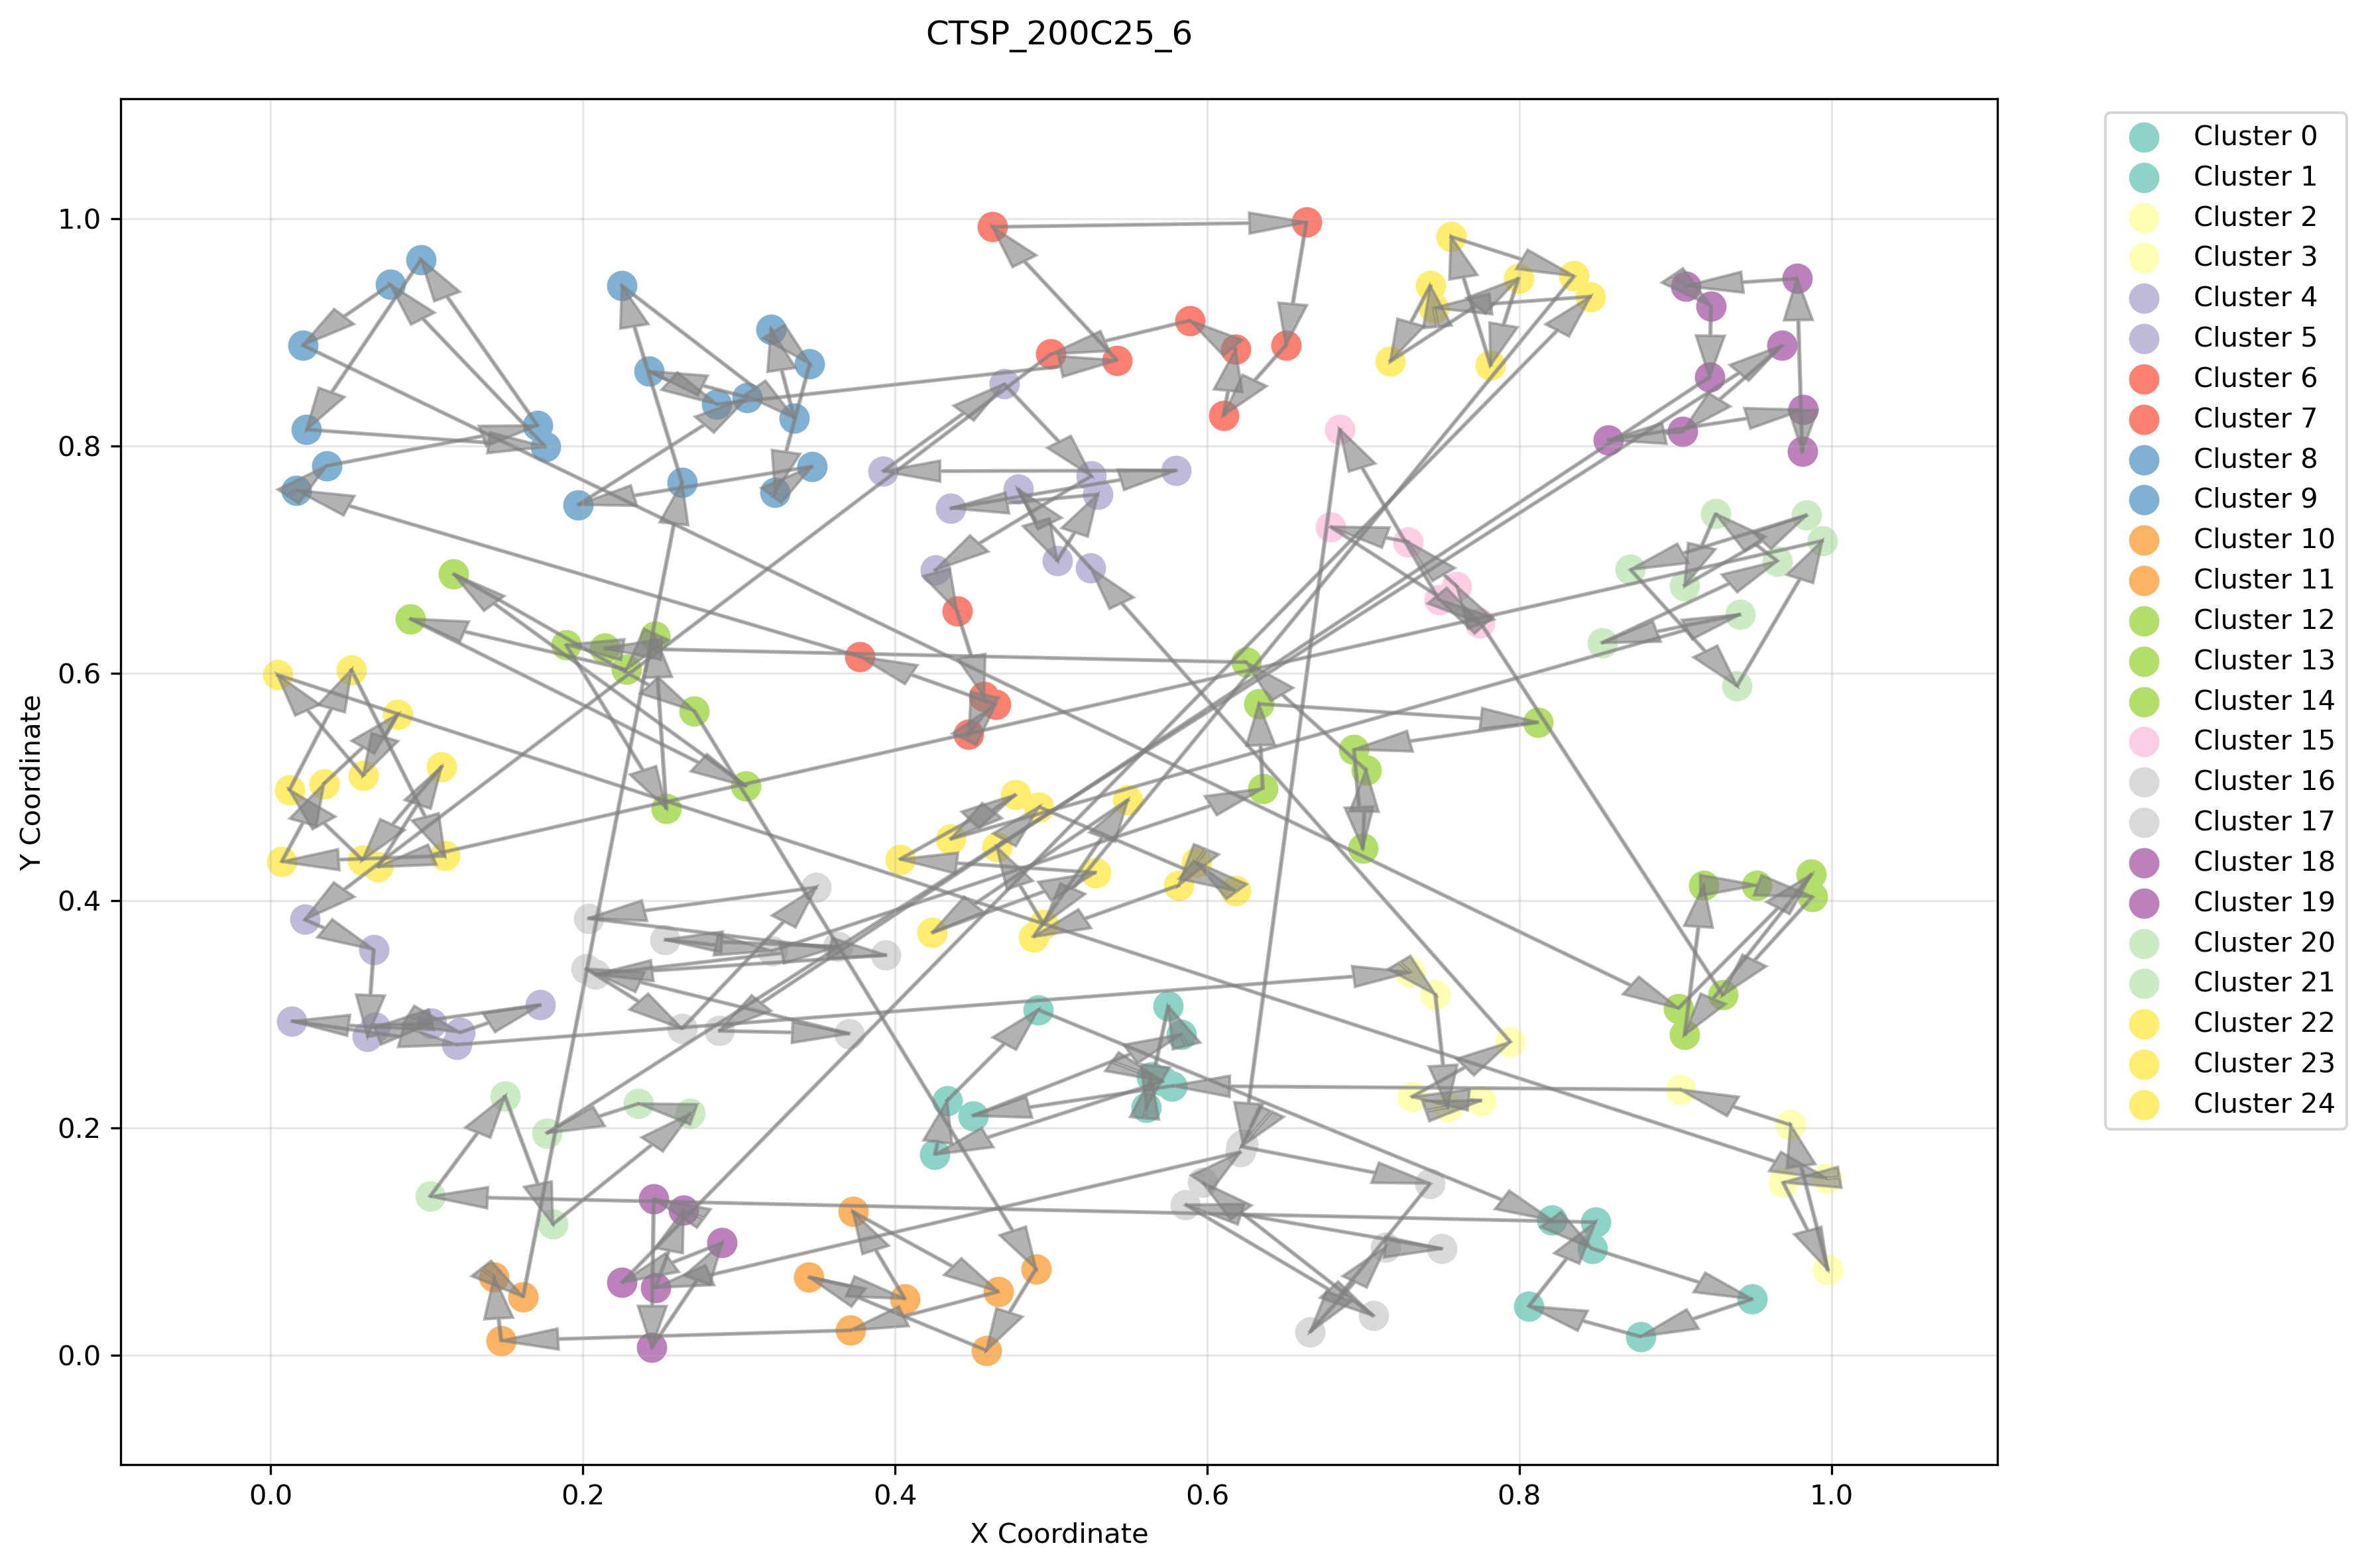 CTSP_200C25_6
1.0
0.8
0.6
0.4
0.2
0.0
Y Coordinate
0.0 0.2 0.4 0.6 0.8 1.0
X Coordinate
Cluster 0
Cluster 1
Cluster 2
Cluster 3
Cluster 4
Cluster 5
Cluster 6
Cluster 7
Cluster 8
Cluster 9
Cluster 10
Cluster 11
Cluster 12
Cluster 13
Cluster 14
Cluster 15
Cluster 16
Cluster 17
Cluster 18
Cluster 19
Cluster 20
Cluster 21
Cluster 22
Cluster 23
Cluster 24